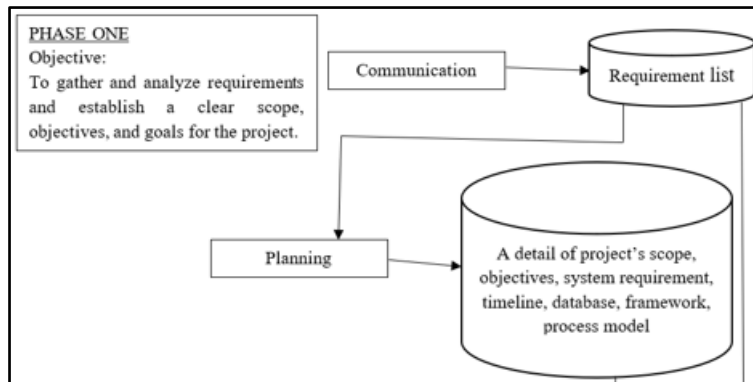 PHASE ONE
Objective:
To gather and analyze requirements
and establish a clear scope,
objectives, and goals for the project.
Communication
Requirement list
Planning
A detail of project's scope,
objectives, system requirement,
timeline, database, framework,
process model